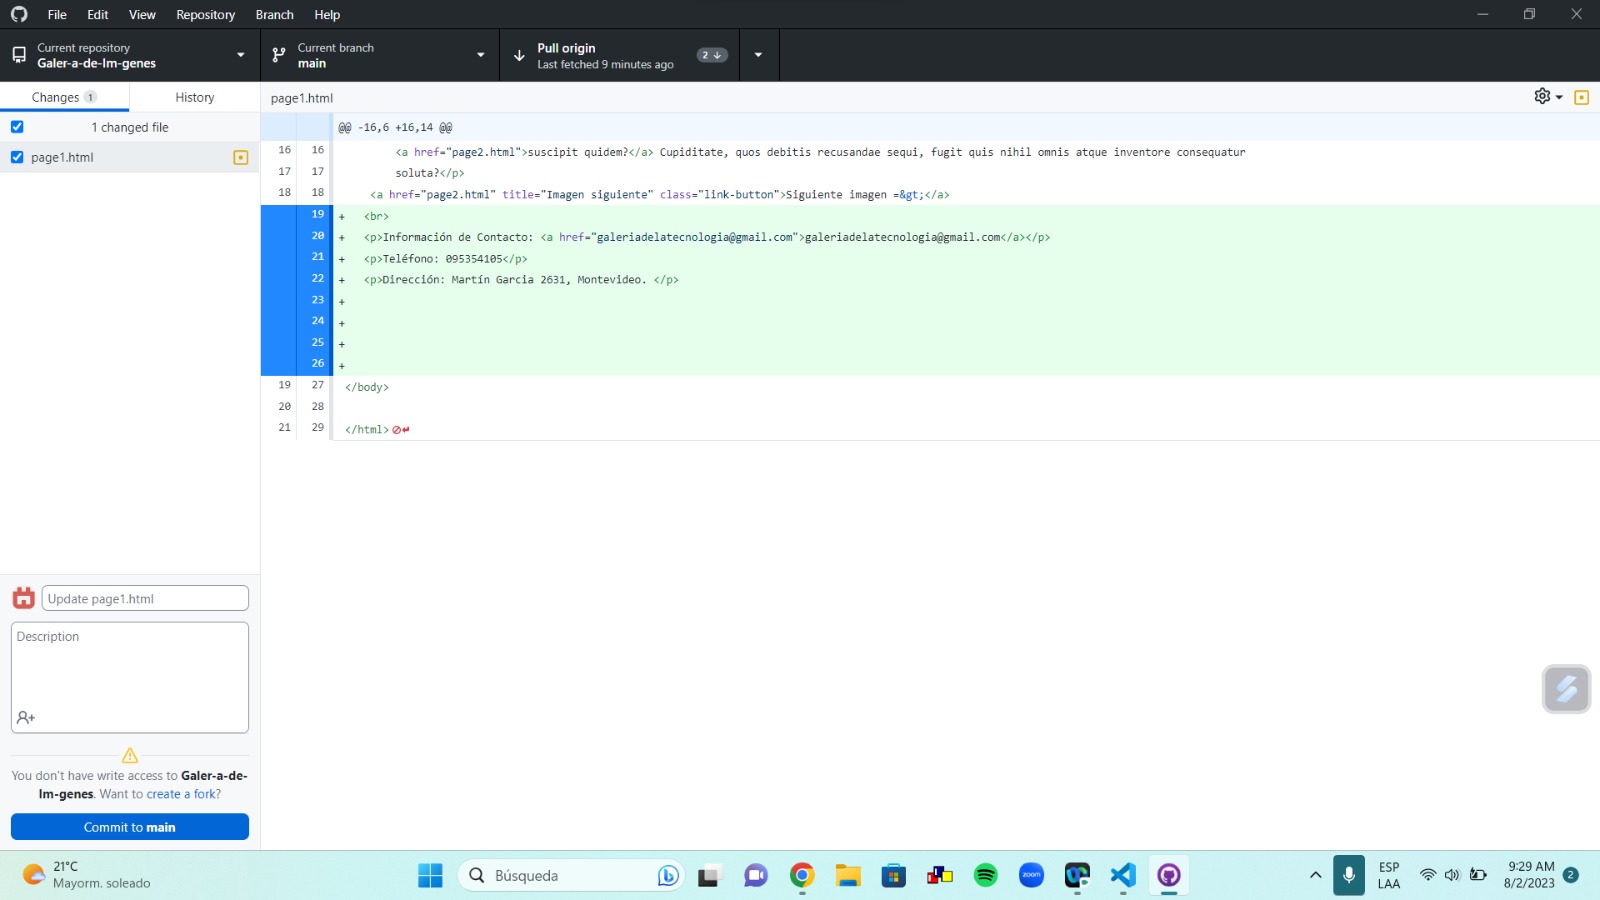 File Edit View Repository Branch Help
Current repository
Galer-a-de-Im-genes
Current branch
main
Pull origin
Last fetched 9 minutes ago
2
Changes 1
History
page1.html
1 changed file
page1.html
@@ -16,6 +16,14 @@
16 16 <a href="page2.html">suscipit quidem?</a> Cupiditate, quos debitis recusandae sequi, fugit quis nihil omnis atque inventore consequatur
17 17 soluta?</p>
18 18 <a href="page2.html" title="Imagen siguiente" class="link-button">Siguiente imagen =&gt;</a>
19 + <br>
20 + <p>Información de Contacto: <a href="galeriadelatecnologia@gmail.com">galeriadelatecnologia@gmail.com</a></p>
21 + <p>Teléfono: 095354105</p>
22 + <p>Dirección: Martín Garcia 2631, Montevideo. </p>
23 +
24 +
25 +
26 +
19 27 </body>
20 28
21 29 </html>
Update page1.html
Description
You don't have write access to Galer-a-de-
Im-genes. Want to create a fork?
Commit to main
21°C
Mayorm. soleado
Búsqueda
zoom
ESP
LAA
9:29 AM
8/2/2023
2